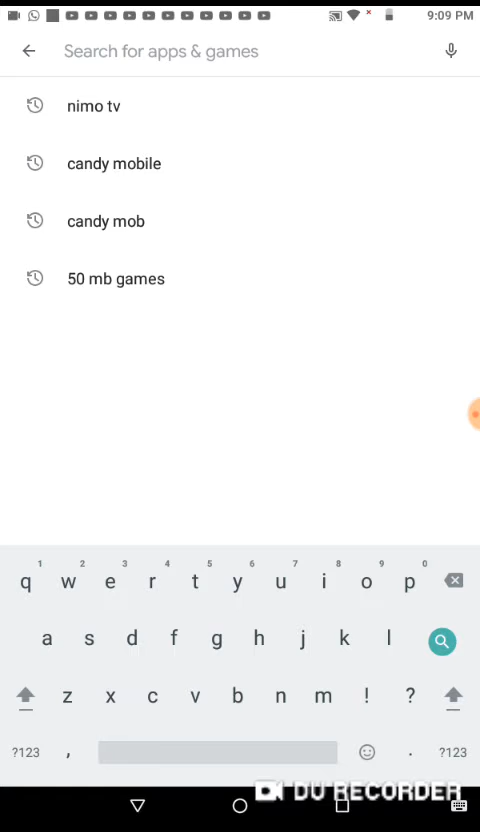 9:09 PM
Search for apps & games
nimo tv
candy mobile
candy mob
50 mb games
1 2 3 4 5 6 7 8 9 0
q w e r t y u i o p
a s d f g h j k l
z x c v b n m ! ?
?123 , . ?123
DU RECORDER